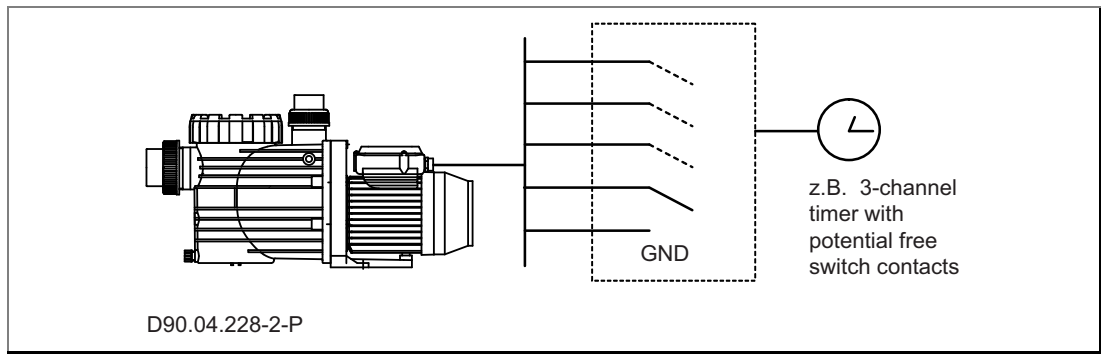 GND
z.B. 3-channel
timer with
potential free
switch contacts
D90.04.228-2-P